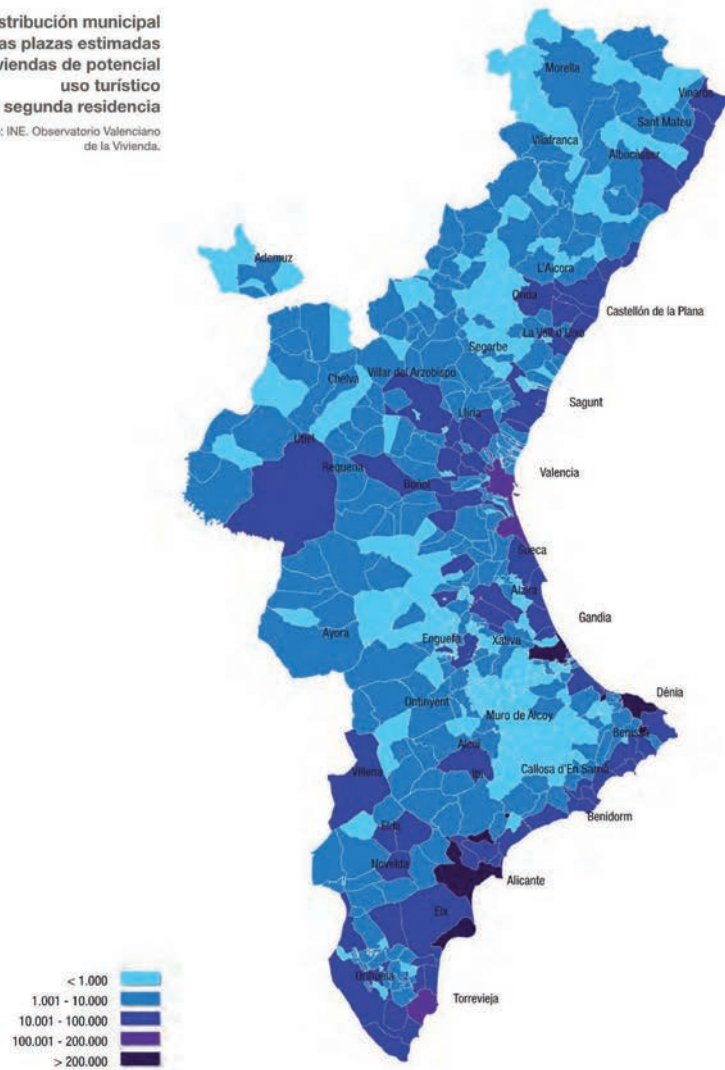 stribución municipal
as plazas estimadas
viendas de potencial
uso turístico
segunda residencia
: INE. Observatorio Valenciano
de la Vivienda.
Morella
Vinaròs
Sant Mateu
Vilafranca
Albocàsser
Ademuz
L'Alcora
Onda
Castellón de la Plana
La Vall d'Uixó
Segorbe
Villar del Arzobispo
Chelva
Sagunt
Llíria
Utiel
Requena
Valencia
Buñol
Sueca
Alzira
Gandia
Ayora
Enguera
Xàtiva
Dénia
Ontinyent
Muro de Alcoy
Benissa
Alcoi
Callosa d'En Sarrià
Ibi
Villena
Benidorm
Elda
Novelda
Alicante
Elx
Orihuela
Torrevieja
< 1.000
1.001 - 10.000
10.001 - 100.000
100.001 - 200.000
> 200.000